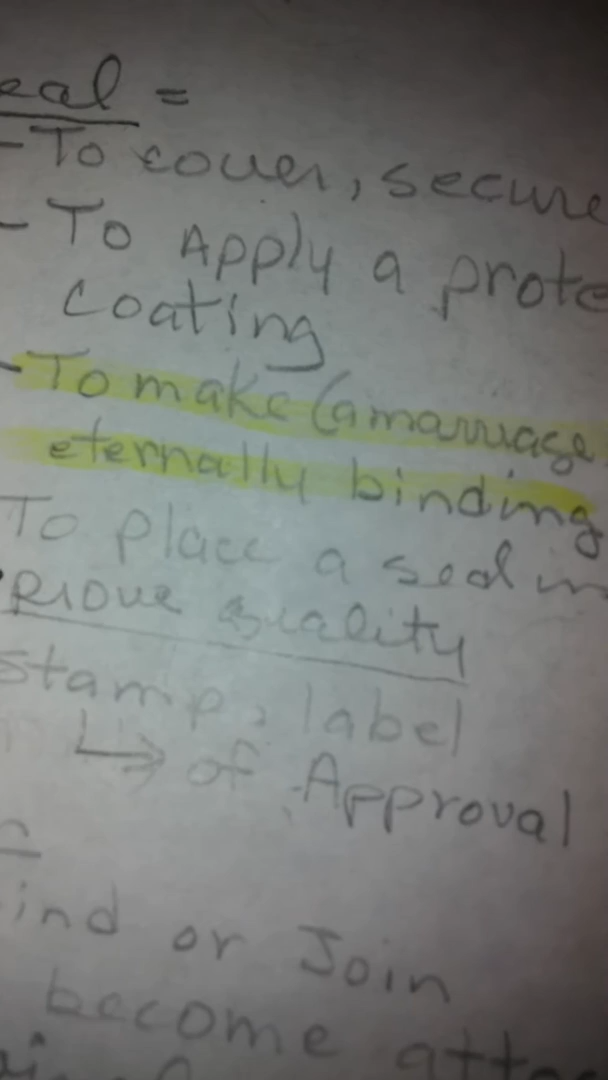 eal =
- To cover, secure
- To Apply a prote
coating
- To make (a marriage
eternally binding
To place a seal in
prove quality
stamp, label
↳ of Approval
ind or Join
become atta